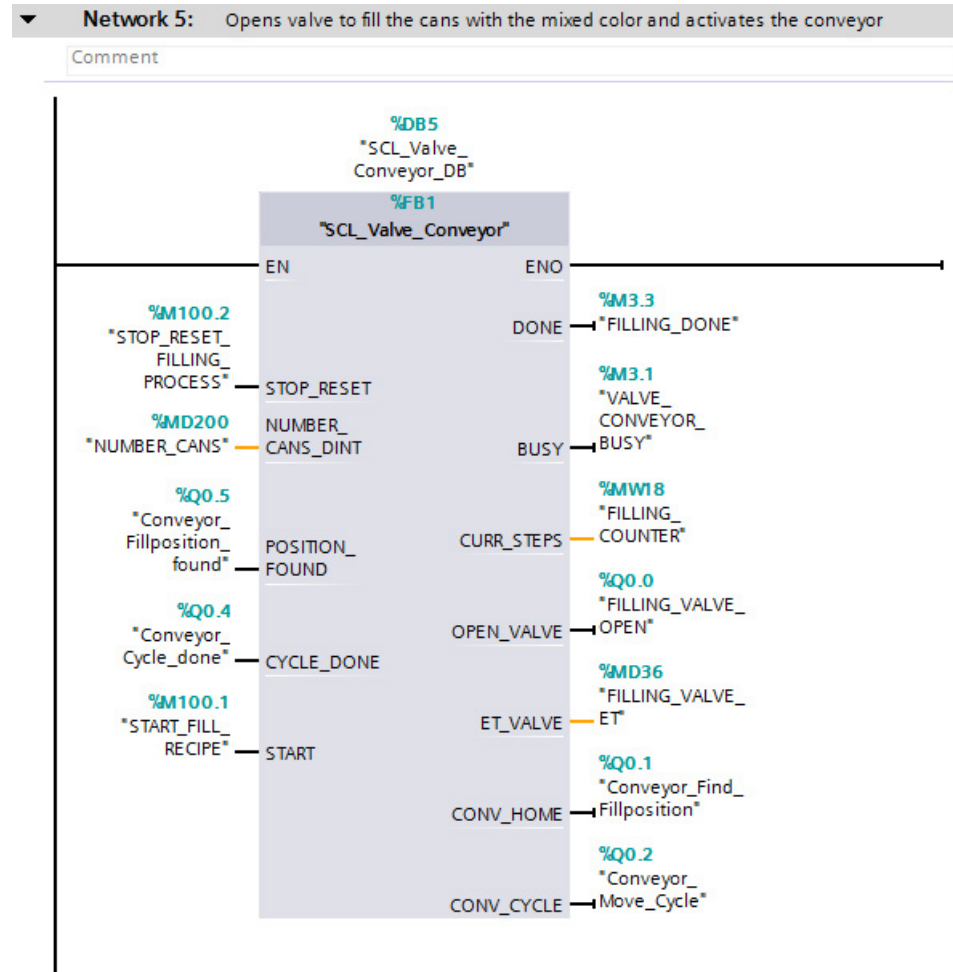 Network 5: Opens valve to fill the cans with the mixed color and activates the conveyor
Comment
%DB5
"SCL_Valve_
Conveyor_DB"
%FB1
"SCL_Valve_Conveyor"
EN
ENO
%M100.2
"STOP_RESET_
FILLING_
PROCESS"
STOP_RESET
%MD200
"NUMBER_CANS"
NUMBER_
CANS_DINT
%Q0.5
"Conveyor_
Fillposition_
found"
POSITION_
FOUND
%Q0.4
"Conveyor_
Cycle_done"
CYCLE_DONE
%M100.1
"START_FILL_
RECIPE"
START
DONE
%M3.3
"FILLING_DONE"
BUSY
%M3.1
"VALVE_
CONVEYOR_
BUSY"
CURR_STEPS
%MW18
"FILLING_
COUNTER"
OPEN_VALVE
%Q0.0
"FILLING_VALVE_
OPEN"
ET_VALVE
%MD36
"FILLING_VALVE_
ET"
CONV_HOME
%Q0.1
"Conveyor_Find_
Fillposition"
CONV_CYCLE
%Q0.2
"Conveyor_
Move_Cycle"